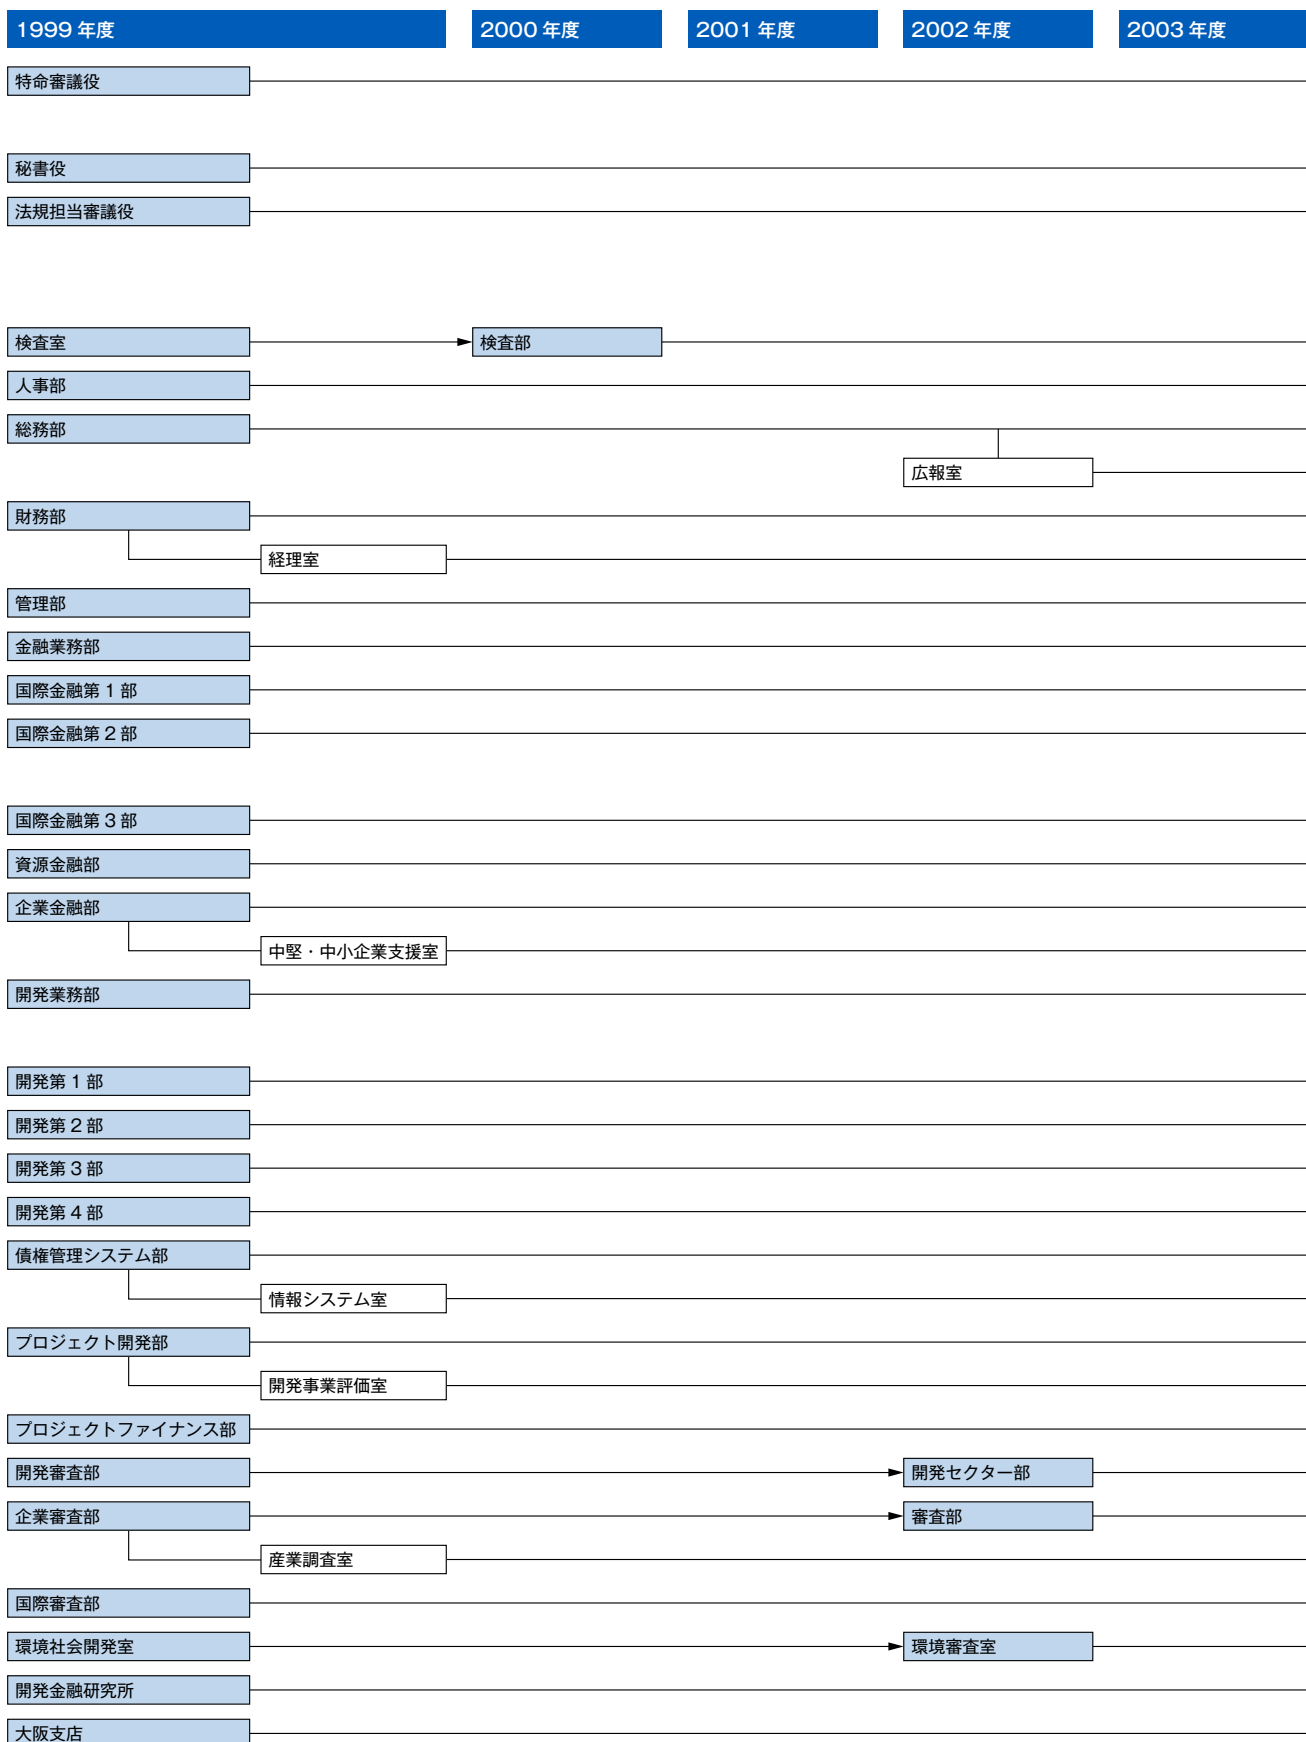 1999 年度
2000 年度
2001 年度
2002 年度
2003 年度
特命審議役
秘書役
法規担当審議役
検査室
検査部
人事部
総務部
広報室
財務部
経理室
管理部
金融業務部
国際金融第 1 部
国際金融第 2 部
国際金融第 3 部
資源金融部
企業金融部
中堅・中小企業支援室
開発業務部
開発第 1 部
開発第 2 部
開発第 3 部
開発第 4 部
債権管理システム部
情報システム室
プロジェクト開発部
開発事業評価室
プロジェクトファイナンス部
開発審査部
開発セクター部
企業審査部
審査部
産業調査室
国際審査部
環境社会開発室
環境審査室
開発金融研究所
大阪支店